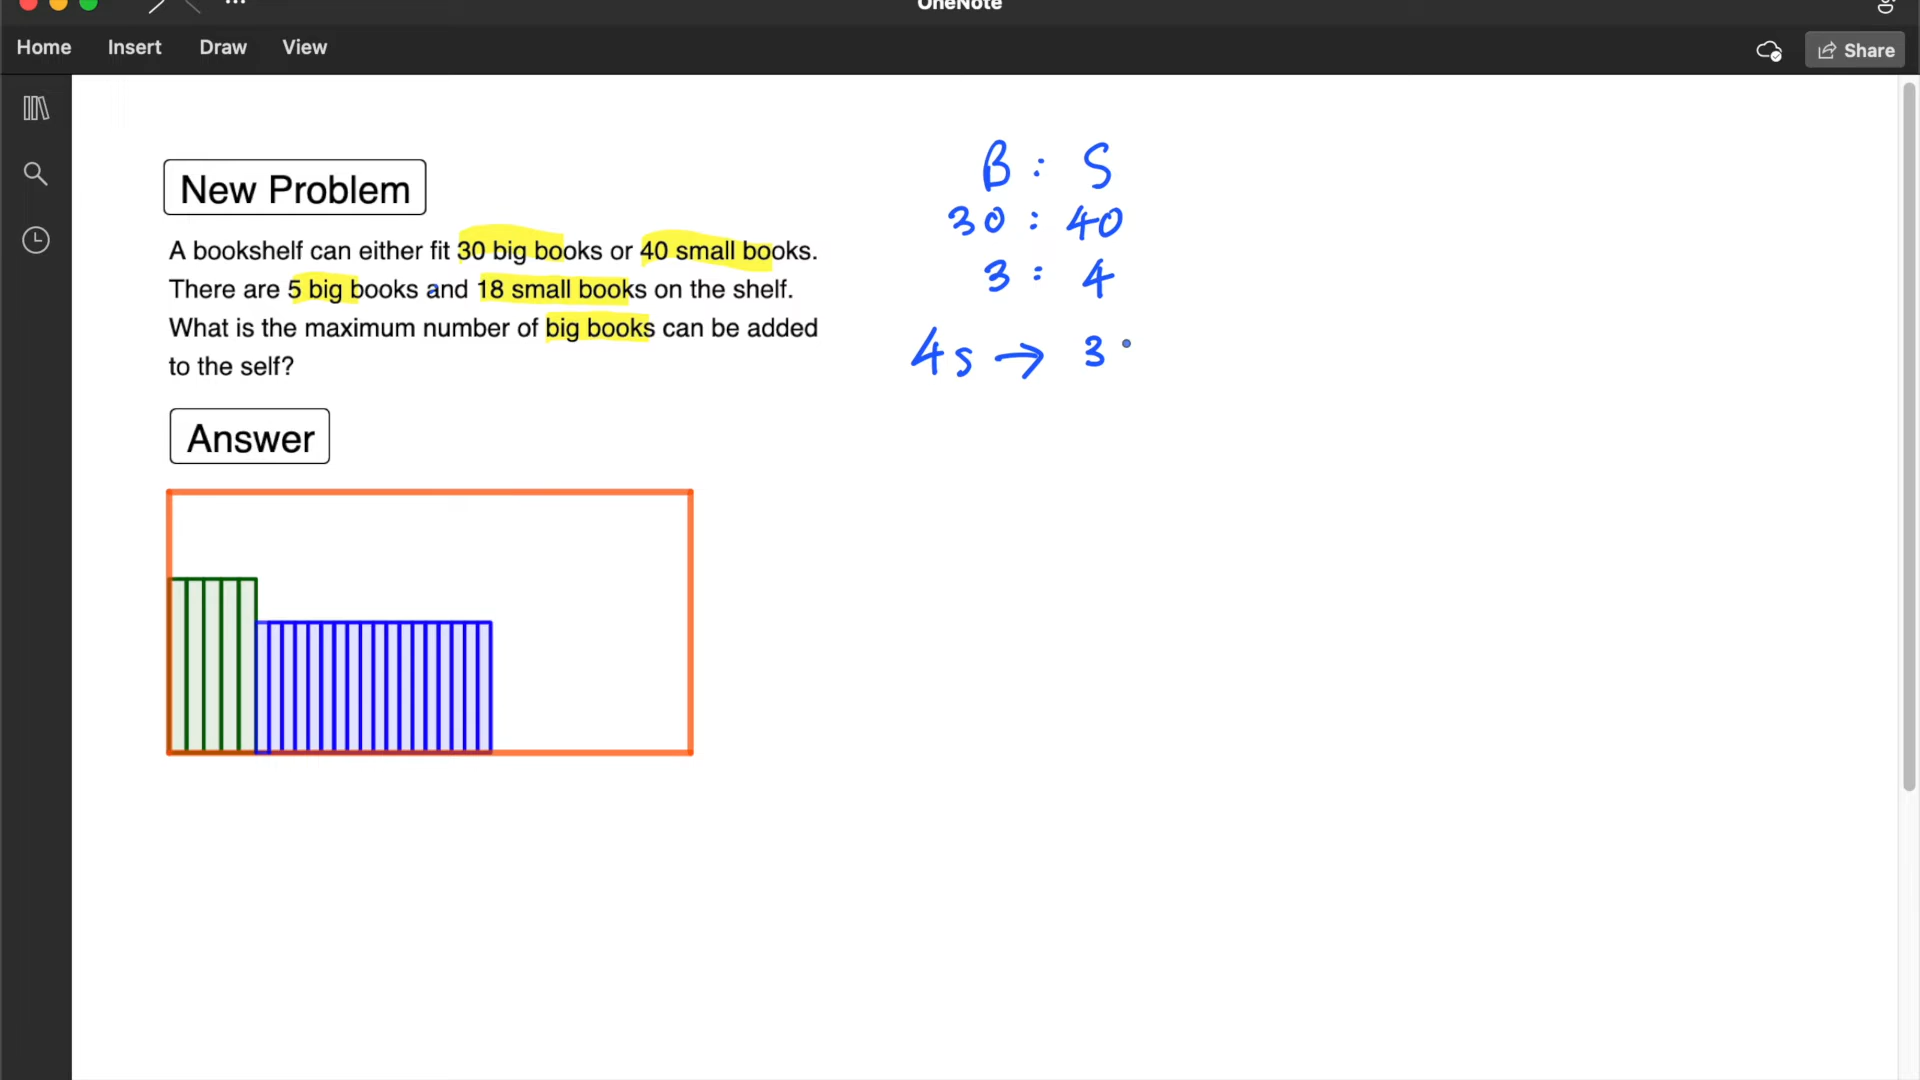 OneNote
Home Insert Draw View
Share
New Problem
A bookshelf can either fit 30 big books or 40 small books.
There are 5 big books and 18 small books on the shelf.
What is the maximum number of big books can be added
to the self?
Answer
B : S
30 : 40
3 : 4
4s → 3